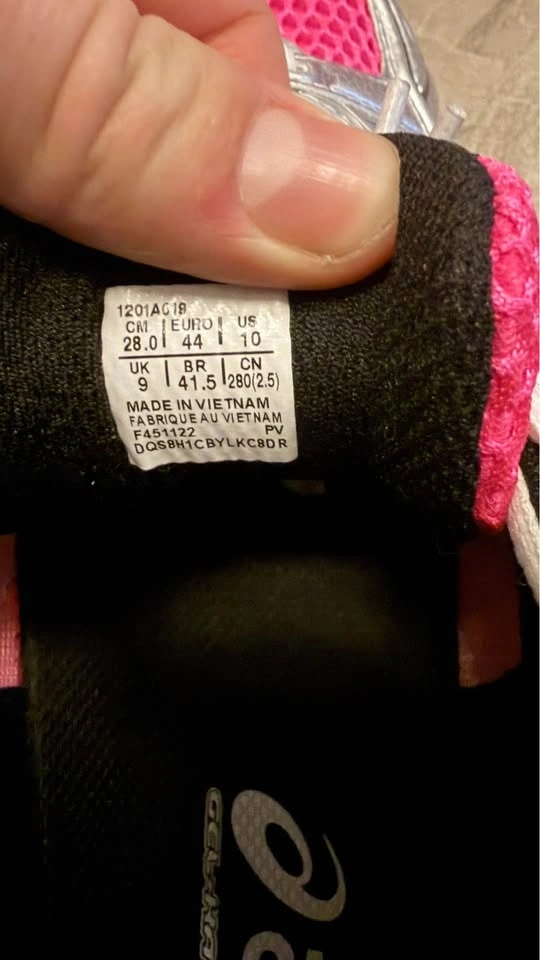 1201A019
CM | EURO | US
28.0 | 44 | 10
UK | BR | CN
9 | 41.5 | 280(2.5)
MADE IN VIETNAM
FABRIQUE AU VIETNAM
F451122 PV
DQS8H1CBYLKC8DR